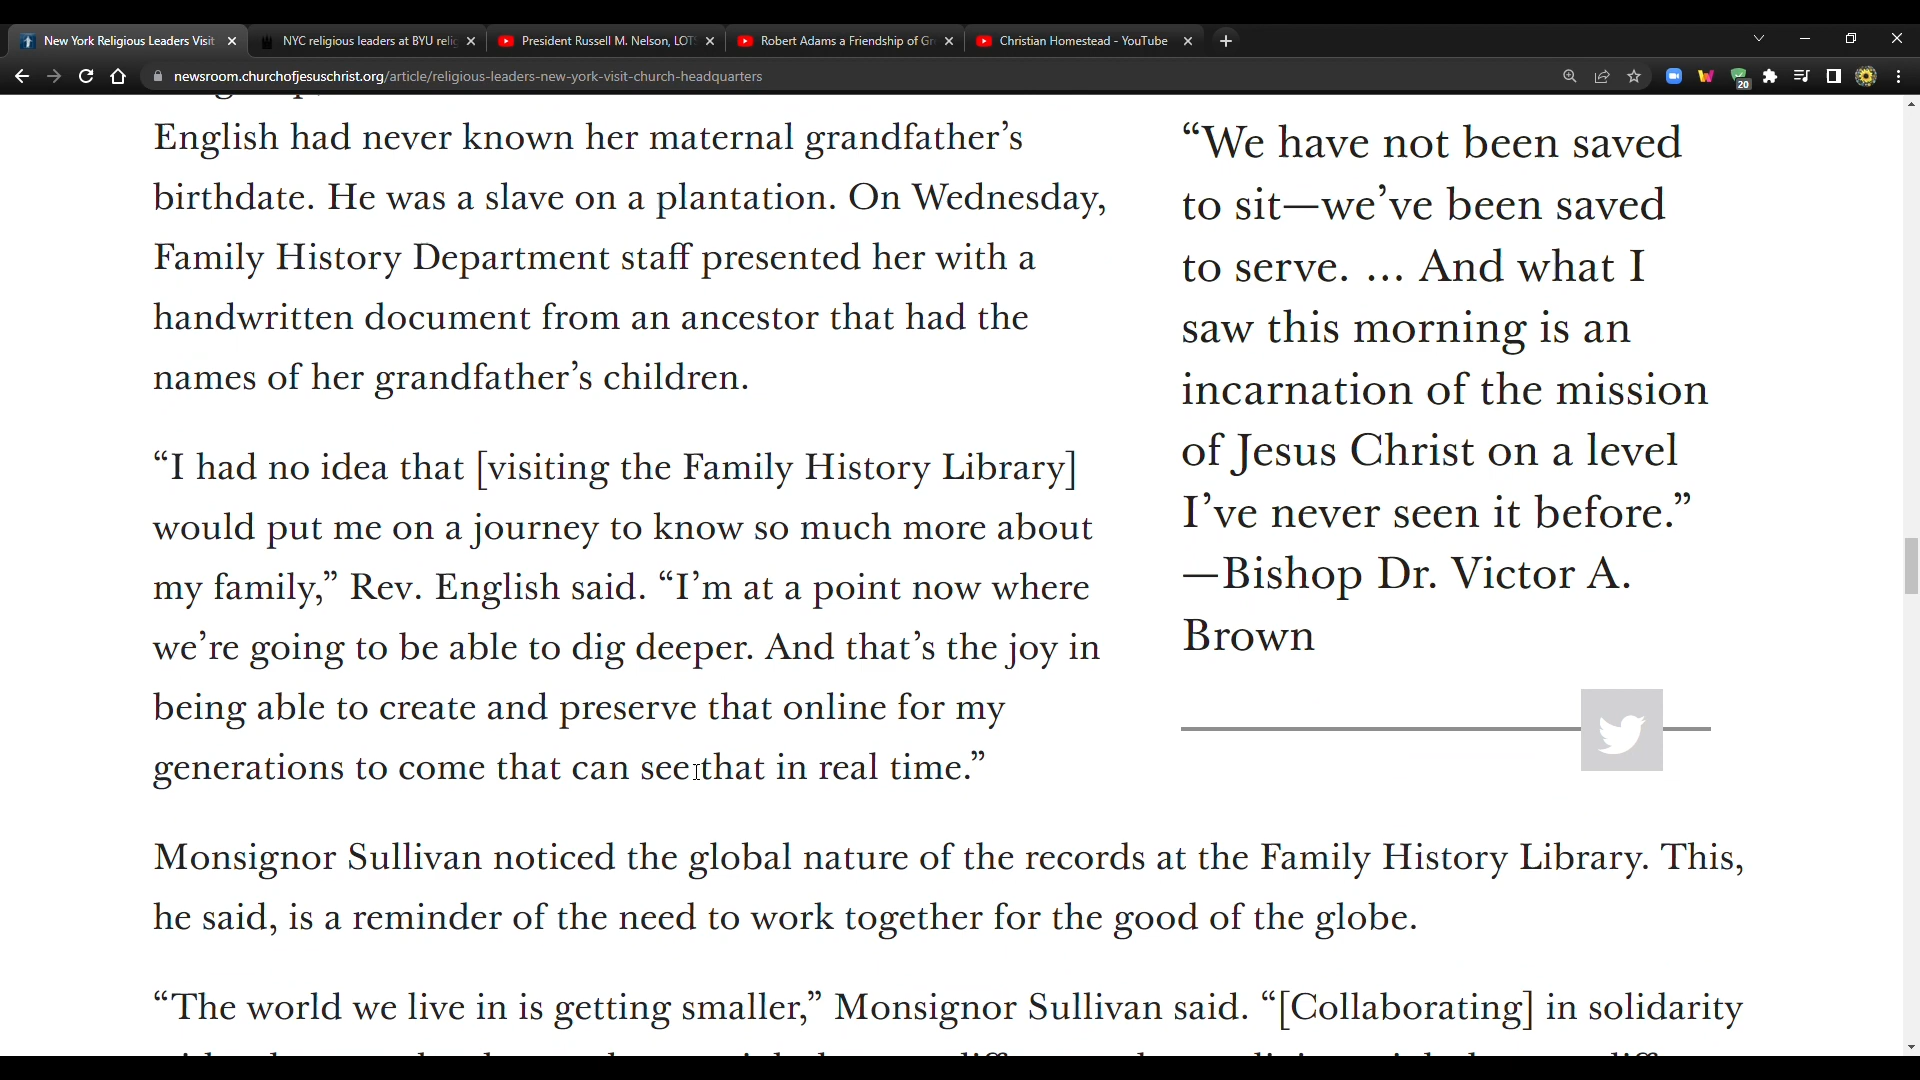 New York Religious Leaders Visit
NYC religious leaders at BYU relig
President Russell M. Nelson, LOTS
Robert Adams a Friendship of Gr
Christian Homestead - YouTube
newsroom.churchofjesuschrist.org/article/religious-leaders-new-york-visit-church-headquarters
20
English had never known her maternal grandfather’s
birthdate. He was a slave on a plantation. On Wednesday,
Family History Department staff presented her with a
handwritten document from an ancestor that had the
names of her grandfather’s children.
“I had no idea that [visiting the Family History Library]
would put me on a journey to know so much more about
my family,” Rev. English said. “I’m at a point now where
we’re going to be able to dig deeper. And that’s the joy in
being able to create and preserve that online for my
generations to come that can see that in real time.”
“We have not been saved
to sit—we’ve been saved
to serve. … And what I
saw this morning is an
incarnation of the mission
of Jesus Christ on a level
I’ve never seen it before.”
—Bishop Dr. Victor A.
Brown
Monsignor Sullivan noticed the global nature of the records at the Family History Library. This,
he said, is a reminder of the need to work together for the good of the globe.
“The world we live in is getting smaller,” Monsignor Sullivan said. “[Collaborating] in solidarity